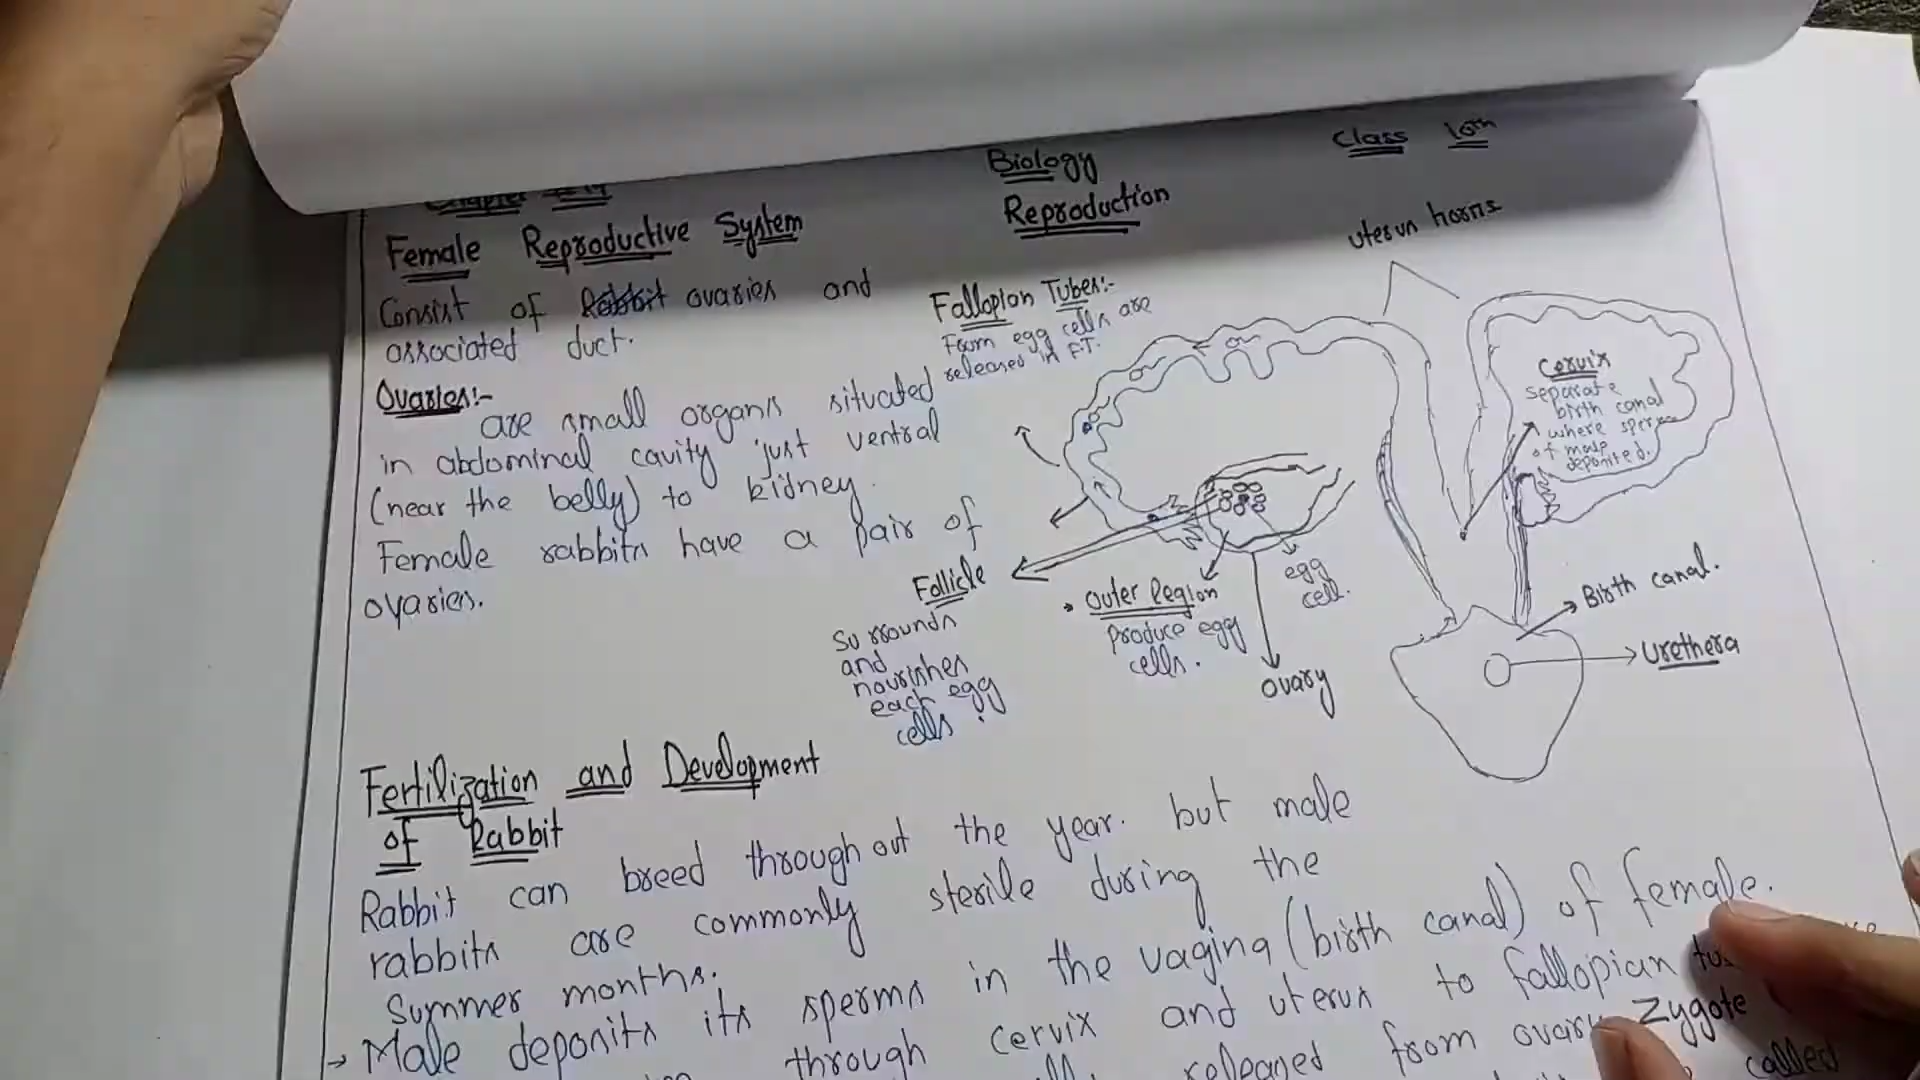 Chapter # 14
Biology
Class 10th
Reproduction
Female Reproductive System
Consist of Rabbit ovaries and
associated duct.
Ovaries:-
are small organs situated
in abdominal cavity just ventral
(near the belly) to kidney.
Female rabbits have a pair of
ovaries.
Fallopian Tubes:-
From egg cells are
released in F.T.
uterus horns
Cervix
separate
birth canal
where sperms
of male
deposited.
Follicle
Surrounds
and
nourishes
each egg
cells.
Outer Region
Produce egg
cells.
egg
cell.
ovary
Birth canal.
Urethera
Fertilization and Development
of Rabbit
Rabbit can breed throughout the year. but male
rabbits are commonly sterile during the
Summer months.
→ Male deposits its sperms in the vagina (birth canal) of female.
through cervix and uterus to fallopian
released from ovary. Zygote
called